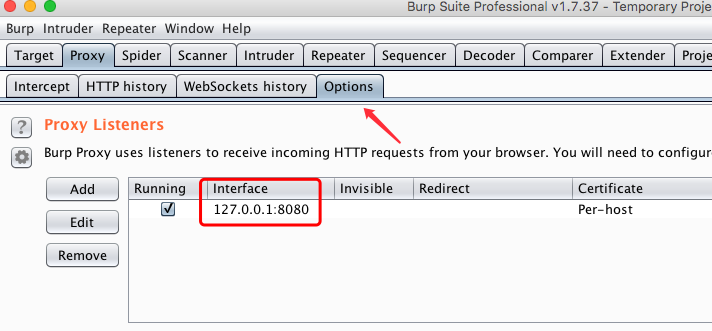 Burp Suite Professional v1.7.37 - Temporary Proje
Burp Intruder Repeater Window Help
Target Proxy Spider Scanner Intruder Repeater Sequencer Decoder Comparer Extender Proje
Intercept HTTP history WebSockets history Options
? Proxy Listeners
Burp Proxy uses listeners to receive incoming HTTP requests from your browser. You will need to configure
Add Running Interface Invisible Redirect Certificate
127.0.0.1:8080 Per-host
Edit
Remove